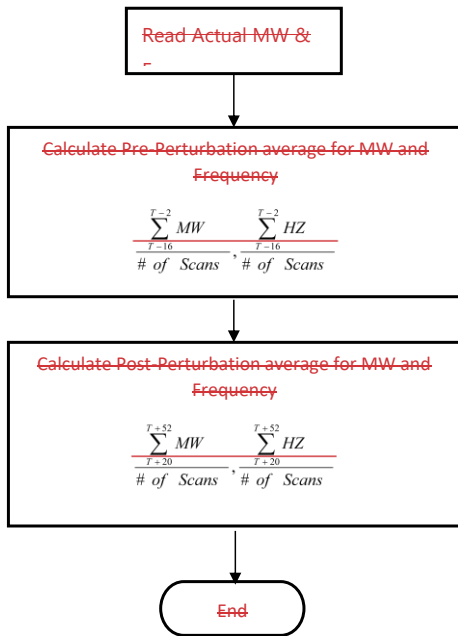 Read Actual MW &
Calculate Pre-Perturbation average for MW and
Frequency
T−2 T−2
∑ MW ∑ HZ
T−16 T−16
# of Scans , # of Scans
Calculate Post-Perturbation average for MW and
Frequency
T+52 T+52
∑ MW ∑ HZ
T+20 T+20
# of Scans , # of Scans
End